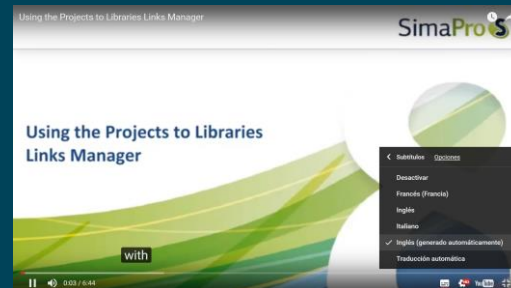 Using the Projects to Libraries Links Manager
SimaPro
S
Using the Projects to Libraries
Links Manager
Subtítulos Opciones
Desactivar
Francés (Francia)
Inglés
Italiano
Inglés (generado automáticamente)
Traducción automática
with
0:03 / 6:44
YouTube